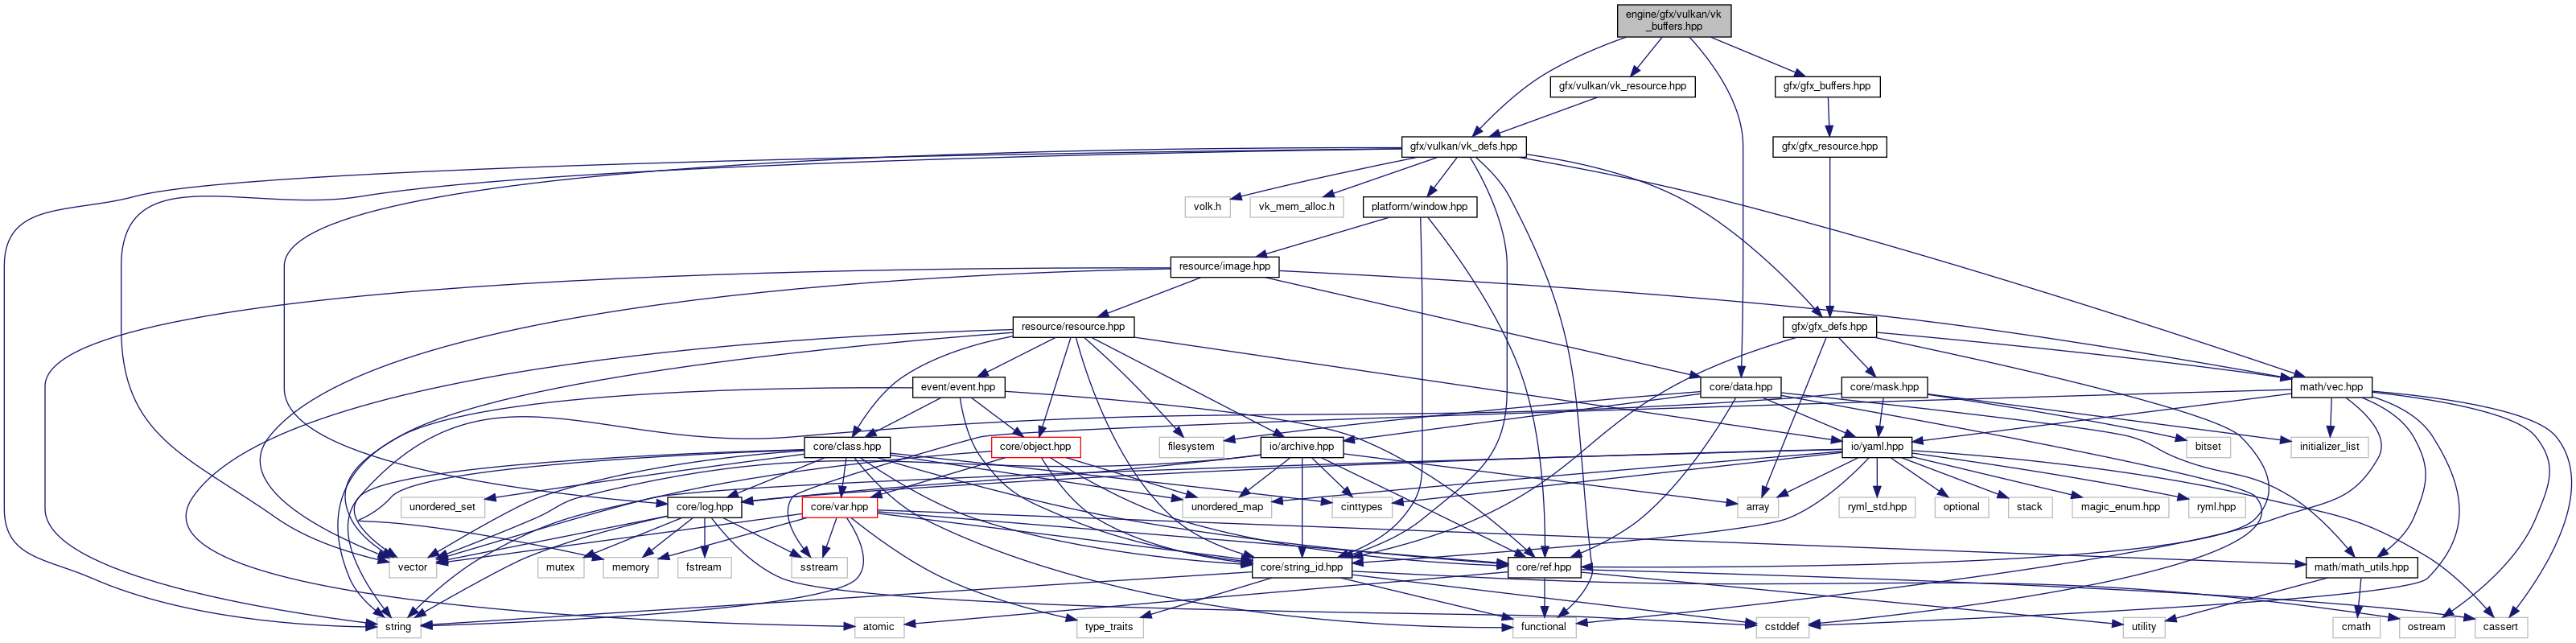 engine/gfx/vulkan/vk
_buffers.hpp
gfx/vulkan/vk_resource.hpp
gfx/gfx_buffers.hpp
gfx/vulkan/vk_defs.hpp
gfx/gfx_resource.hpp
volk.h
vk_mem_alloc.h
platform/window.hpp
resource/image.hpp
resource/resource.hpp
gfx/gfx_defs.hpp
event/event.hpp
core/data.hpp
core/mask.hpp
math/vec.hpp
core/class.hpp
core/object.hpp
filesystem
io/archive.hpp
io/yaml.hpp
bitset
initializer_list
unordered_set
core/log.hpp
core/var.hpp
unordered_map
cinttypes
array
ryml_std.hpp
optional
stack
magic_enum.hpp
ryml.hpp
vector
mutex
memory
fstream
sstream
core/string_id.hpp
core/ref.hpp
math/math_utils.hpp
string
atomic
type_traits
functional
cstddef
utility
cmath
ostream
cassert